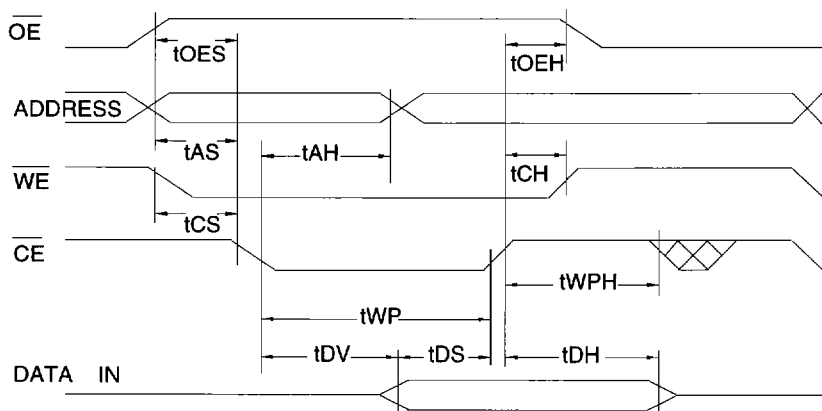 OE
tOES
tOEH
ADDRESS
tAS
tAH
WE
tCH
tCS
CE
tWPH
tWP
tDV
tDS
tDH
DATA IN